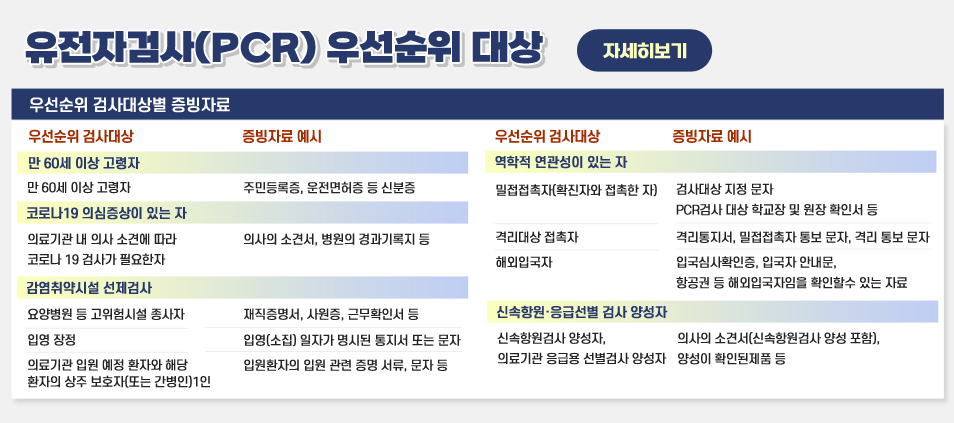 유전자검사(PCR) 우선순위 대상
자세히보기
우선순위 검사대상별 증빙자료
우선순위 검사대상 증빙자료 예시
만 60세 이상 고령자
만 60세 이상 고령자 주민등록증, 운전면허증 등 신분증
코로나19 의심증상이 있는 자
의료기관 내 의사 소견에 따라 의사의 소견서, 병원의 경과기록지 등
코로나 19 검사가 필요한자
감염취약시설 선제검사
요양병원 등 고위험시설 종사자 재직증명서, 사원증, 근무확인서 등
입영 장정 입영(소집) 일자가 명시된 통지서 또는 문자
의료기관 입원 예정 환자와 해당 입원환자의 입원 관련 증명 서류, 문자 등
환자의 상주 보호자(또는 간병인)1인
우선순위 검사대상 증빙자료 예시
역학적 연관성이 있는 자
밀접접촉자(확진자와 접촉한 자) 검사대상 지정 문자
PCR검사 대상 학교장 및 원장 확인서 등
격리대상 접촉자 격리통지서, 밀접접촉자 통보 문자, 격리 통보 문자
해외입국자 입국심사확인증, 입국자 안내문,
항공권 등 해외입국자임을 확인할수 있는 자료
신속항원·응급선별 검사 양성자
신속항원검사 양성자, 의사의 소견서(신속항원검사 양성 포함),
의료기관 응급용 선별검사 양성자 양성이 확인된제품 등